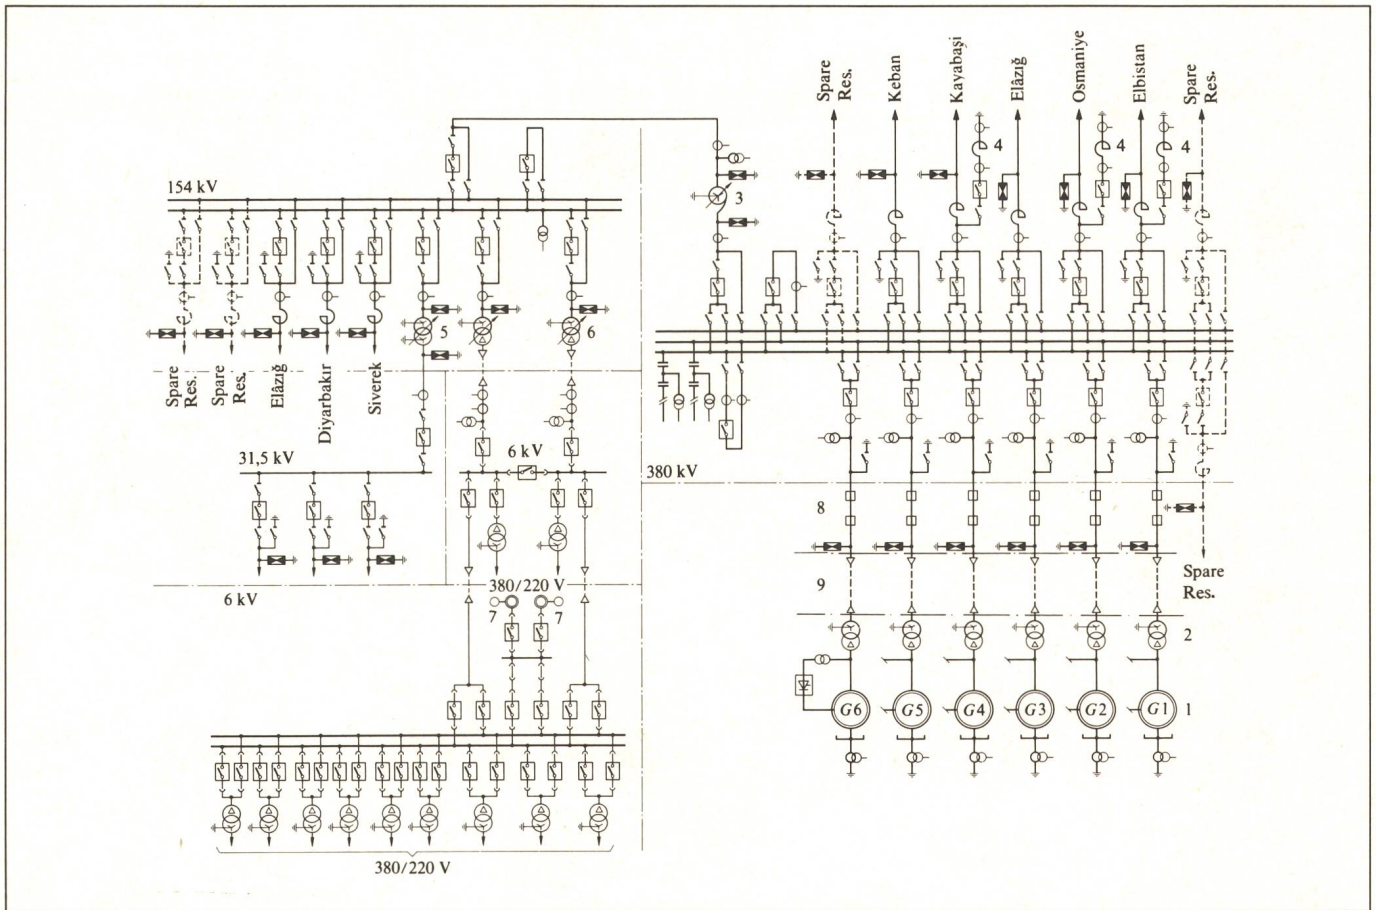 Spare
Res.
Keban
Kayabaşi
Elâzığ
Osmaniye
Elbistan
Spare
Res.
4
4
4
154 kV
3
5
6
Spare
Res.
Spare
Res.
Elâzığ
Diyarbakır
Siverek
31,5 kV
6 kV
380 kV
8
380/220 V
6 kV
7
7
9
Spare
Res.
2
G6
G5
G4
G3
G2
G1
1
380/220 V